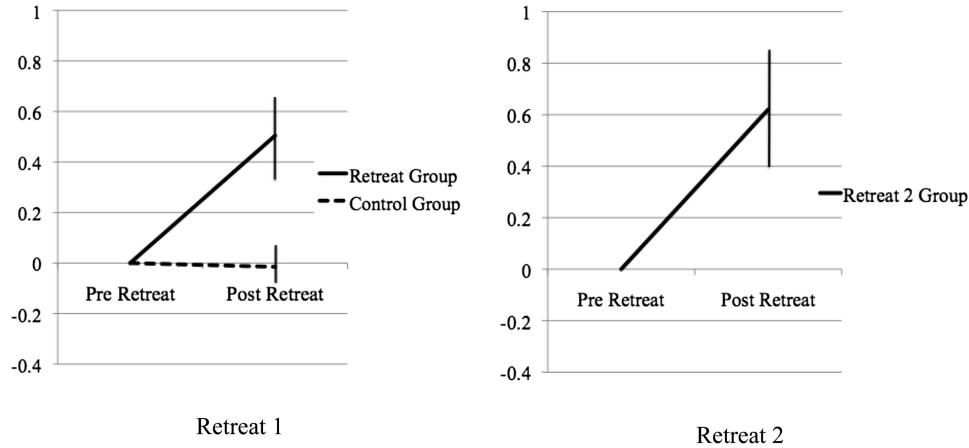 1
0.8
0.6
0.4
0.2
0
-0.2
-0.4
Pre Retreat
Post Retreat
Retreat Group
Control Group
Retreat 1
1
0.8
0.6
0.4
0.2
0
-0.2
-0.4
Pre Retreat
Post Retreat
Retreat 2 Group
Retreat 2